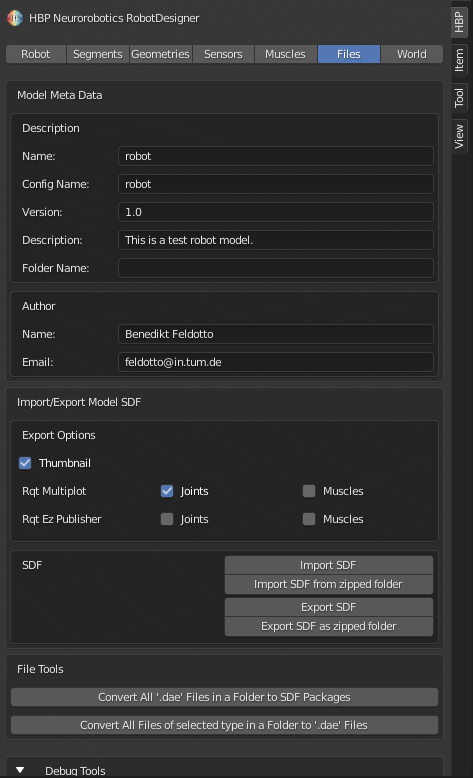 HBP Neurorobotics RobotDesigner
Robot Segments Geometries Sensors Muscles Files World
HBP
Item
Tool
View
Model Meta Data
Description
Name: robot
Config Name: robot
Version: 1.0
Description: This is a test robot model.
Folder Name:
Author
Name: Benedikt Feldotto
Email: feldotto@in.tum.de
Import/Export Model SDF
Export Options
Thumbnail
Rqt Multiplot Joints Muscles
Rqt Ez Publisher Joints Muscles
SDF Import SDF
Import SDF from zipped folder
Export SDF
Export SDF as zipped folder
File Tools
Convert All '.dae' Files in a Folder to SDF Packages
Convert All Files of selected type in a Folder to '.dae' Files
Debug Tools